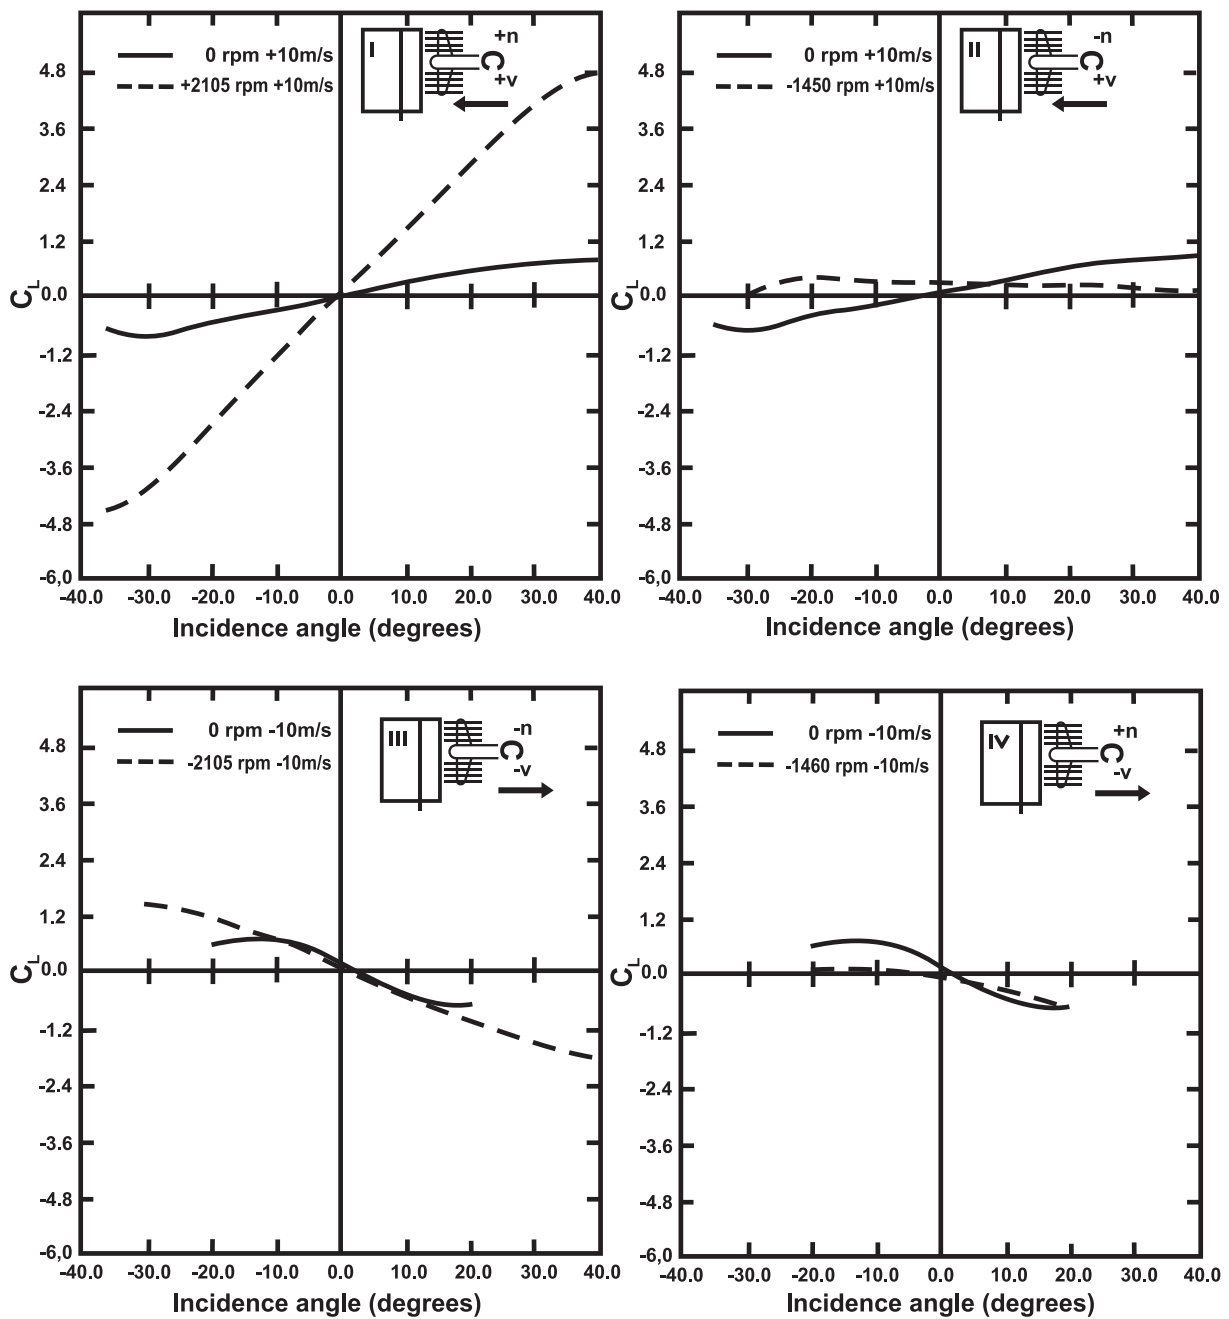 0 rpm +10m/s
+2105 rpm +10m/s
I
+n
C
+v
4.8
3.6
2.4
1.2
0.0
-1.2
-2.4
-3.6
-4.8
-6,0
CL
-40.0 -30.0 -20.0 -10.0 0.0 10.0 20.0 30.0 40.0
Incidence angle (degrees)
0 rpm +10m/s
-1450 rpm +10m/s
II
-n
C
+v
4.8
3.6
2.4
1.2
0.0
-1.2
-2.4
-3.6
-4.8
-6,0
CL
-40.0 -30.0 -20.0 -10.0 0.0 10.0 20.0 30.0 40.0
Incidence angle (degrees)
0 rpm -10m/s
-2105 rpm -10m/s
III
-n
C
-v
4.8
3.6
2.4
1.2
0.0
-1.2
-2.4
-3.6
-4.8
-6,0
CL
-40.0 -30.0 -20.0 -10.0 0.0 10.0 20.0 30.0 40.0
Incidence angle (degrees)
0 rpm -10m/s
-1460 rpm -10m/s
IV
+n
C
-v
4.8
3.6
2.4
1.2
0.0
-1.2
-2.4
-3.6
-4.8
-6,0
CL
-40.0 -30.0 -20.0 -10.0 0.0 10.0 20.0 30.0 40.0
Incidence angle (degrees)